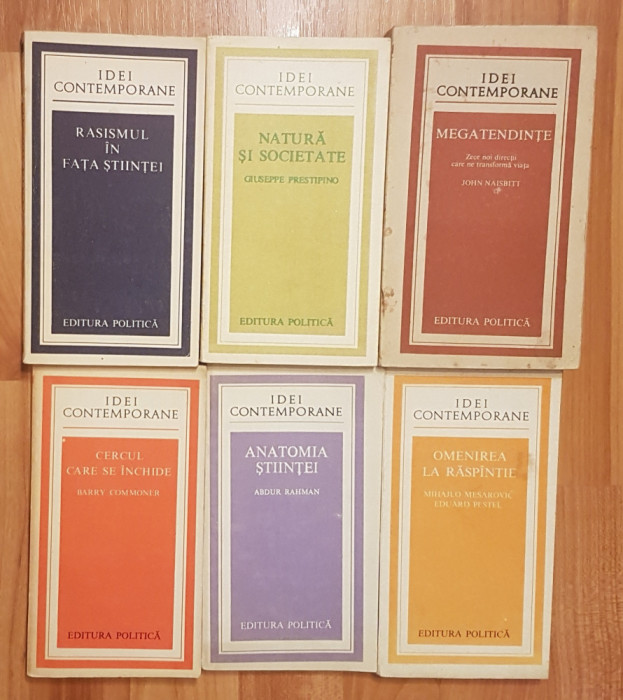 IDEI
CONTEMPORANE
RASISMUL
ÎN
FAȚA ȘTIINȚEI
EDITURA POLITICĂ
IDEI
CONTEMPORANE
NATURĂ
ȘI SOCIETATE
GIUSEPPE PRESTIPINO
EDITURA POLITICĂ
IDEI
CONTEMPORANE
MEGATENDINȚE
Zece noi direcții
care ne transformă viața
JOHN NAISBITT
EDITURA POLITICĂ
IDEI
CONTEMPORANE
CERCUL
CARE SE ÎNCHIDE
BARRY COMMONER
EDITURA POLITICĂ
IDEI
CONTEMPORANE
ANATOMIA
ȘTIINȚEI
ABDUR RAHMAN
EDITURA POLITICĂ
IDEI
CONTEMPORANE
OMENIREA
LA RĂSPÎNTIE
MIHAJLO MESAROVIĆ
EDUARD PESTEL
EDITURA POLITICĂ